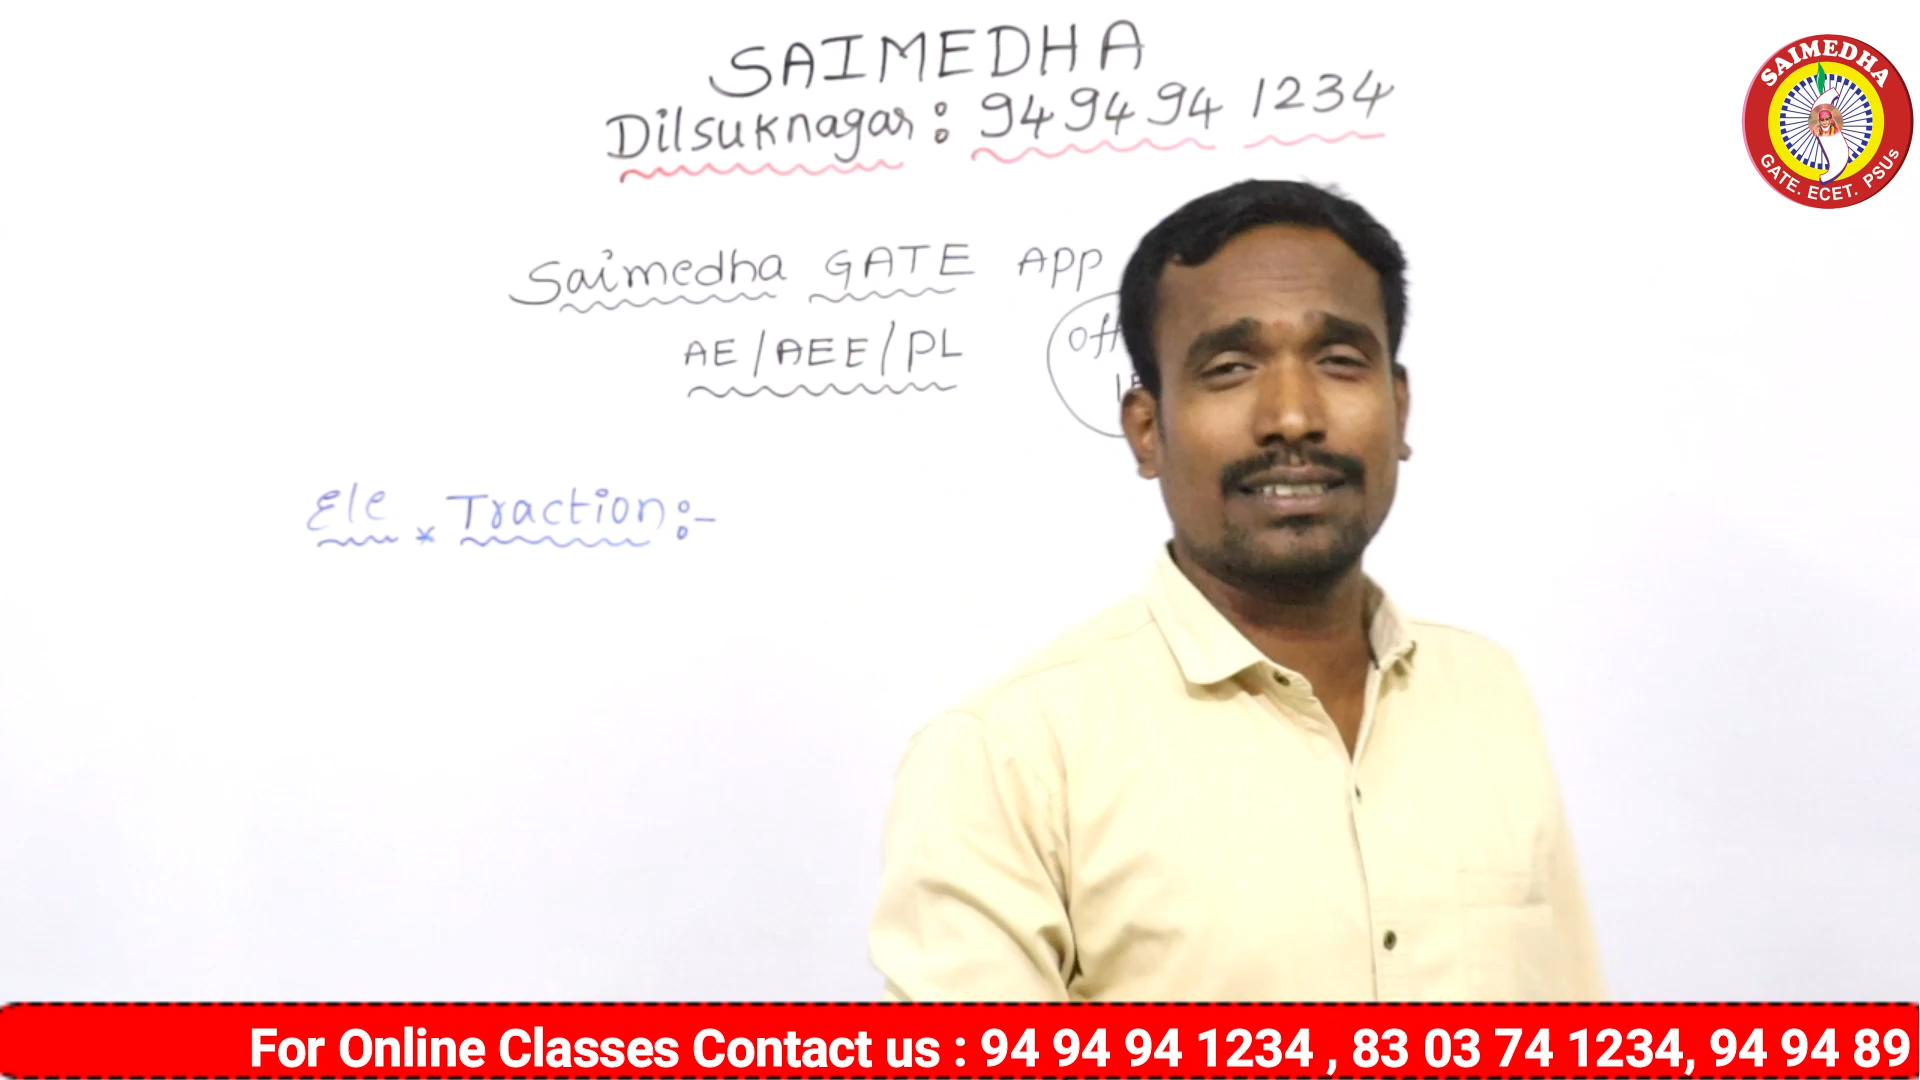 SAIMEDHA
Dilsuknagar : 94 94 94 1234
Saimedha GATE App
AE/AEE/PL
Ele Traction :-
SAIMEDHA
GATE. ECET. PSUs
For Online Classes Contact us : 94 94 94 1234 , 83 03 74 1234, 94 94 89